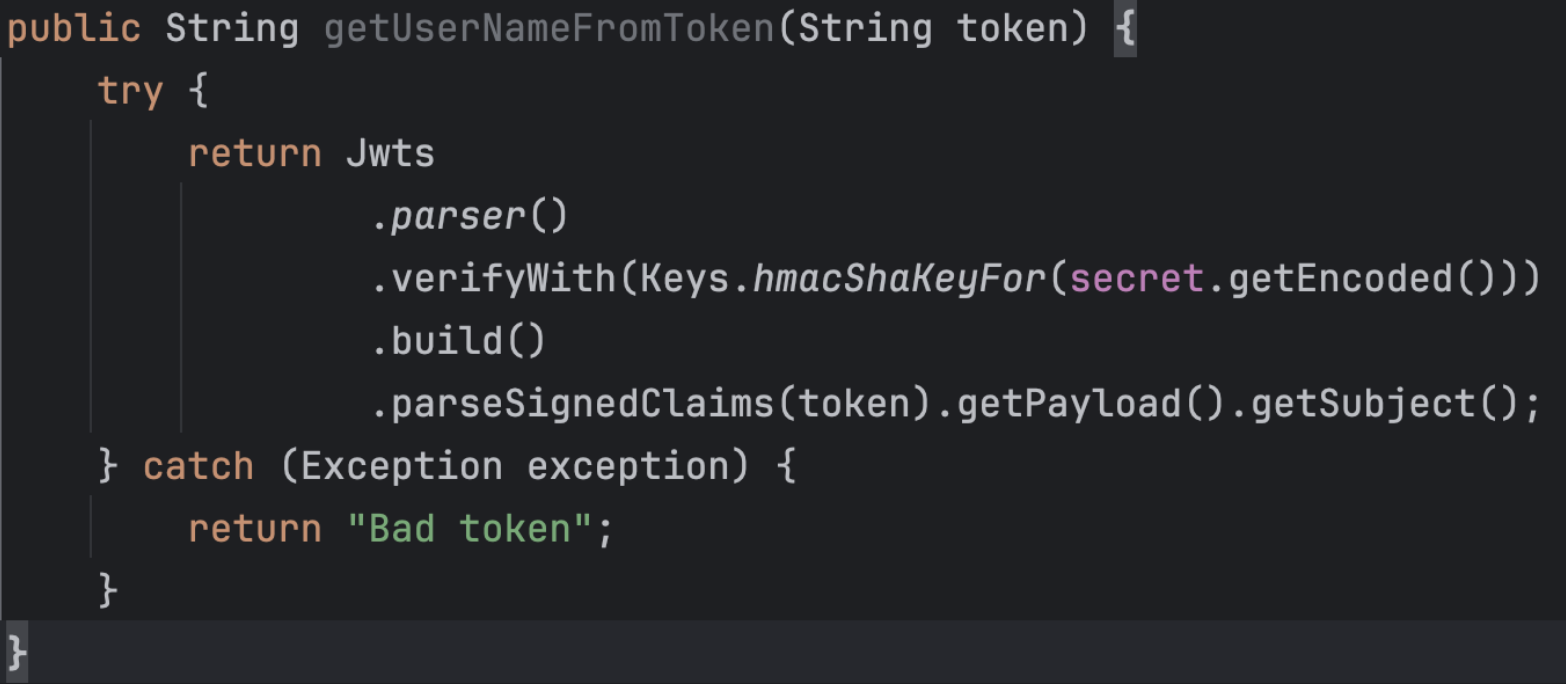 public String getUserNameFromToken(String token) {
    try {
        return Jwts
                .parser()
                .verifyWith(Keys.hmacShaKeyFor(secret.getEncoded()))
                .build()
                .parseSignedClaims(token).getPayload().getSubject();
    } catch (Exception exception) {
        return "Bad token";
    }
}